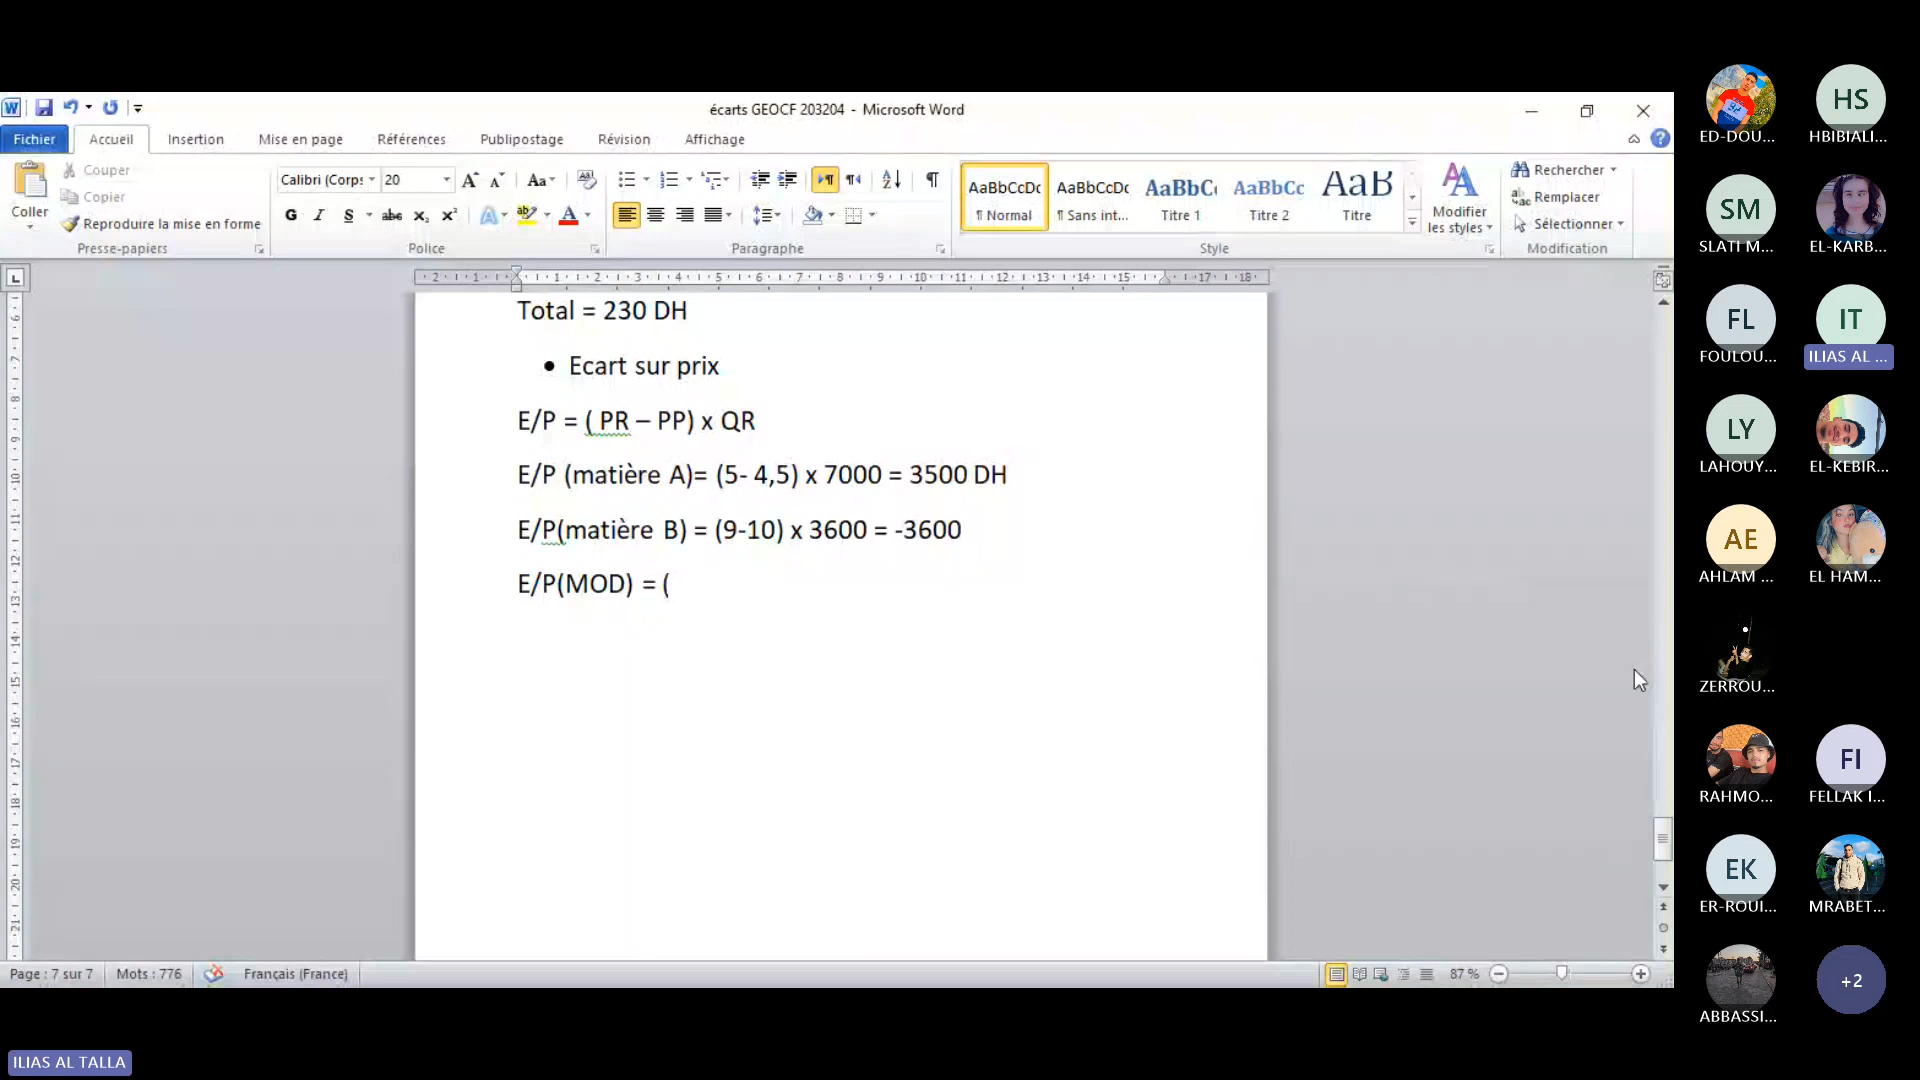 écarts GEOCF 203204 - Microsoft Word
Fichier Accueil Insertion Mise en page Références Publipostage Révision Affichage
Coller
Couper
Copier
Reproduire la mise en forme
Presse-papiers
Calibri (Corps 20
G I S abc x₂ x²
Police
Paragraphe
AaBbCcDc AaBbCcDc AaBbC AaBbCc AaB
¶ Normal ¶ Sans int... Titre 1 Titre 2 Titre
Modifier les styles
Style
Rechercher
Remplacer
Sélectionner
Modification
Total = 230 DH
• Ecart sur prix
E/P = ( PR – PP) x QR
E/P (matière A)= (5- 4,5) x 7000 = 3500 DH
E/P(matière B) = (9-10) x 3600 = -3600
E/P(MOD) = (
Page : 7 sur 7 Mots : 776 Français (France) 87 %
ED-DOU... HS HBIBIALI...
SM SLATI M... EL-KARB...
FL FOULOU... IT ILIAS AL ...
LY LAHOUY... EL-KEBIR...
AE AHLAM ... EL HAM...
ZERROU...
RAHMO... FI FELLAK I...
EK ER-ROUI... MRABET...
ABBASSI... +2
ILIAS AL TALLA